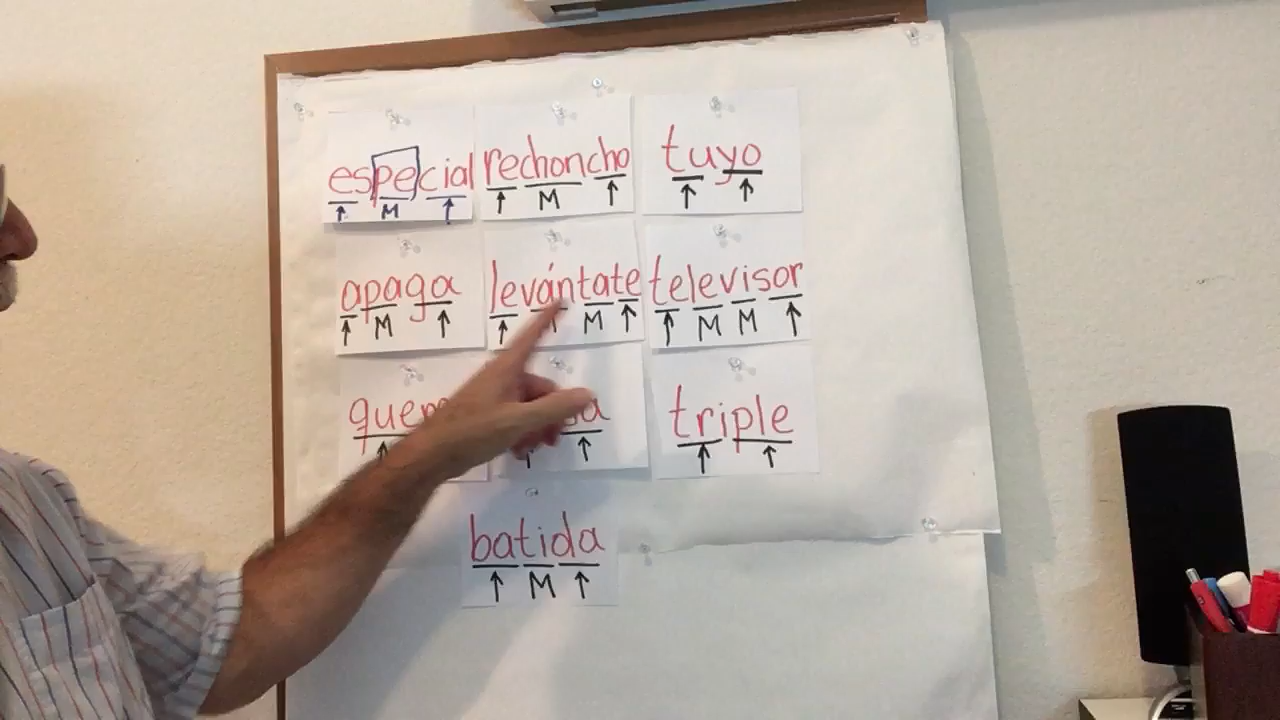 especial rechoncho tuyo
↑ M ↑ ↑ M ↑ ↑ ↑
apaga levántate televisor
↑ M ↑ ↑ M ↑ ↑ M M ↑
triple
↑ ↑ ↑ ↑ ↑
batida
↑ M ↑